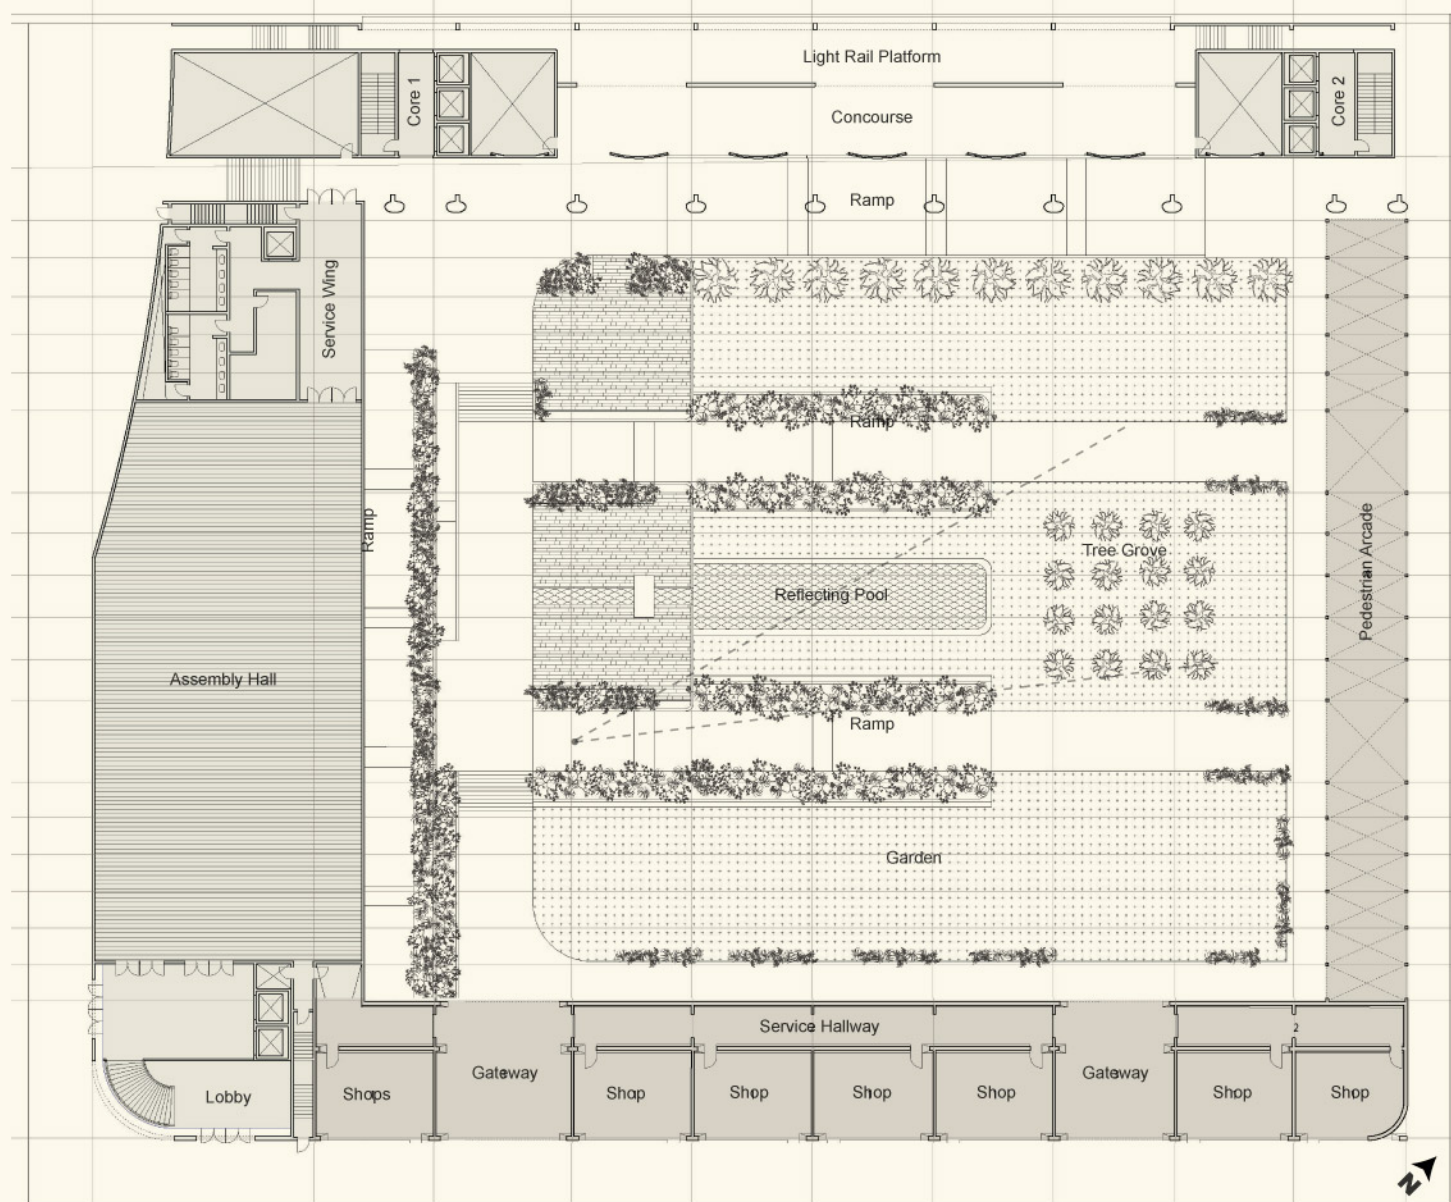 Light Rail Platform
Core 1
Core 2
Concourse
Ramp
Service Wing
Ramp
Ramp
Tree Grove
Pedestrian Arcade
Reflecting Pool
Assembly Hall
Ramp
Garden
Service Hallway
2
Gateway
Gateway
Lobby
Shops
Shop
Shop
Shop
Shop
Shop
Shop
N